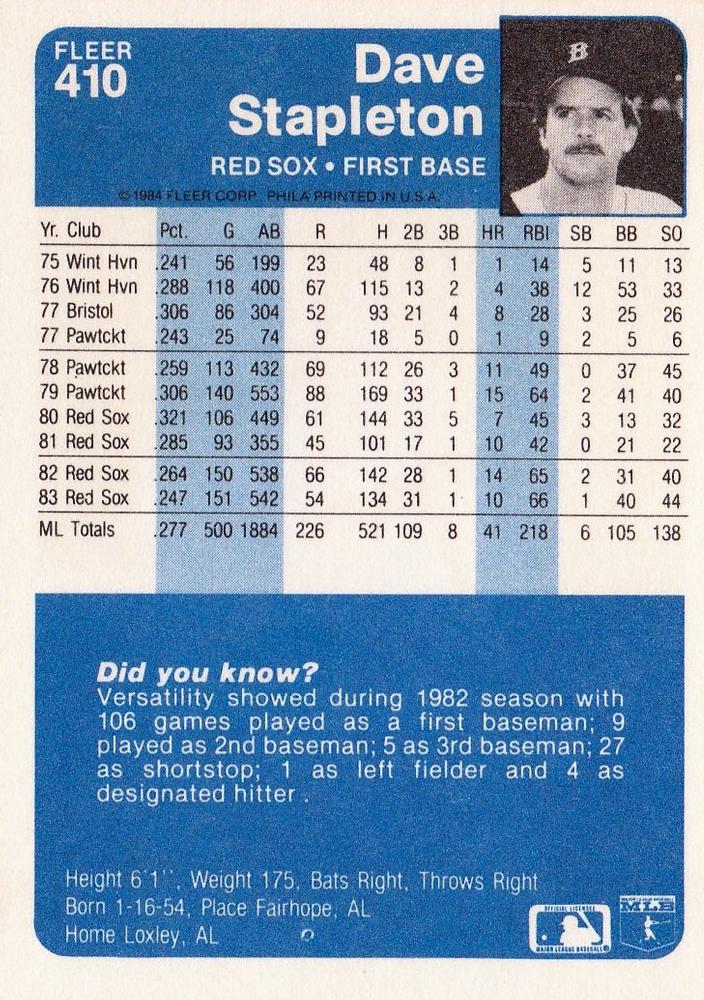 FLEER
410
Dave
Stapleton
RED SOX • FIRST BASE
© 1984 FLEER CORP. PHILA PRINTED IN U.S.A.
B
Yr. Club Pct. G AB R H 2B 3B HR RBI SB BB SO
75 Wint Hvn .241 56 199 23 48 8 1 1 14 5 11 13
76 Wint Hvn .288 118 400 67 115 13 2 4 38 12 53 33
77 Bristol .306 86 304 52 93 21 4 8 28 3 25 26
77 Pawtckt .243 25 74 9 18 5 0 1 9 2 5 6
78 Pawtckt .259 113 432 69 112 26 3 11 49 0 37 45
79 Pawtckt .306 140 553 88 169 33 1 15 64 2 41 40
80 Red Sox .321 106 449 61 144 33 5 7 45 3 13 32
81 Red Sox .285 93 355 45 101 17 1 10 42 0 21 22
82 Red Sox .264 150 538 66 142 28 1 14 65 2 31 40
83 Red Sox .247 151 542 54 134 31 1 10 66 1 40 44
ML Totals .277 500 1884 226 521 109 8 41 218 6 105 138
Did you know?
Versatility showed during 1982 season with
106 games played as a first baseman; 9
played as 2nd baseman; 5 as 3rd baseman; 27
as shortstop; 1 as left fielder and 4 as
designated hitter .
Height 6'1'', Weight 175, Bats Right, Throws Right
Born 1-16-54, Place Fairhope, AL
Home Loxley, AL
OFFICIAL LICENSEE
MAJOR LEAGUE BASEBALL
MLB